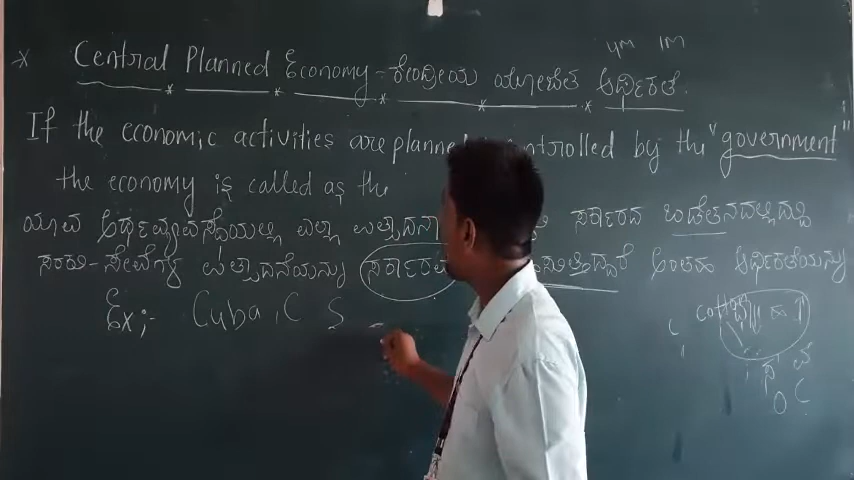 4M 1M
* Central Planned Economy - ಕೇಂದ್ರೀಯ ಯೋಜಿತ ಆರ್ಥಿಕತೆ.
If the economic activities are planned controlled by the "government"
the economy is called as the
ಯಾವ ಅರ್ಥವ್ಯವಸ್ಥೆಯಲ್ಲಿ ಎಲ್ಲಾ ಉತ್ಪಾದನಾ ಸರ್ಕಾರದ ಒಡೆತನದಲ್ಲಿದ್ದು
ಸರಕು-ಸೇವೆಗಳ ಉತ್ಪಾದನೆಯನ್ನು ಅಂತಹ ಆರ್ಥಿಕತೆಯನ್ನು
Ex:- Cuba, C S